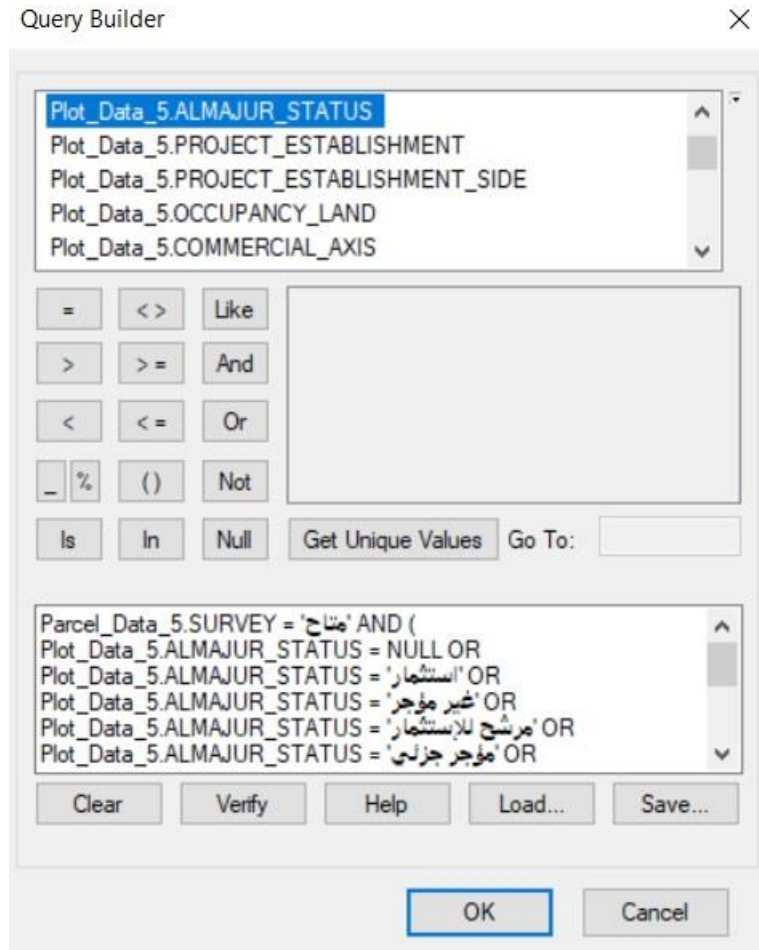 Query Builder
Plot_Data_5.ALMAJUR_STATUS
Plot_Data_5.PROJECT_ESTABLISHMENT
Plot_Data_5.PROJECT_ESTABLISHMENT_SIDE
Plot_Data_5.OCCUPANCY_LAND
Plot_Data_5.COMMERCIAL_AXIS
= < > Like
> > = And
< < = Or
_ % ( ) Not
Is In Null Get Unique Values Go To:
Parcel_Data_5.SURVEY = 'متاح' AND (
Plot_Data_5.ALMAJUR_STATUS = NULL OR
Plot_Data_5.ALMAJUR_STATUS = 'استثمار' OR
Plot_Data_5.ALMAJUR_STATUS = 'غير مؤجر' OR
Plot_Data_5.ALMAJUR_STATUS = 'مرشح للإستثمار' OR
Plot_Data_5.ALMAJUR_STATUS = 'مؤجر جزئي' OR
Clear Verify Help Load... Save...
OK Cancel